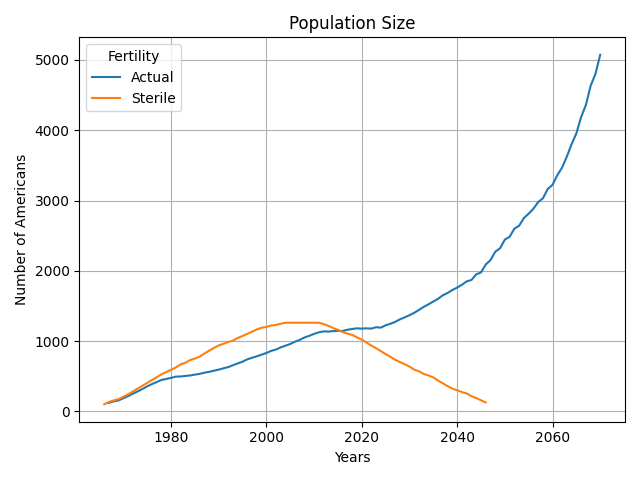 Population Size
Fertility
Actual
Sterile
Number of Americans
5000
4000
3000
2000
1000
0
1980 2000 2020 2040 2060
Years